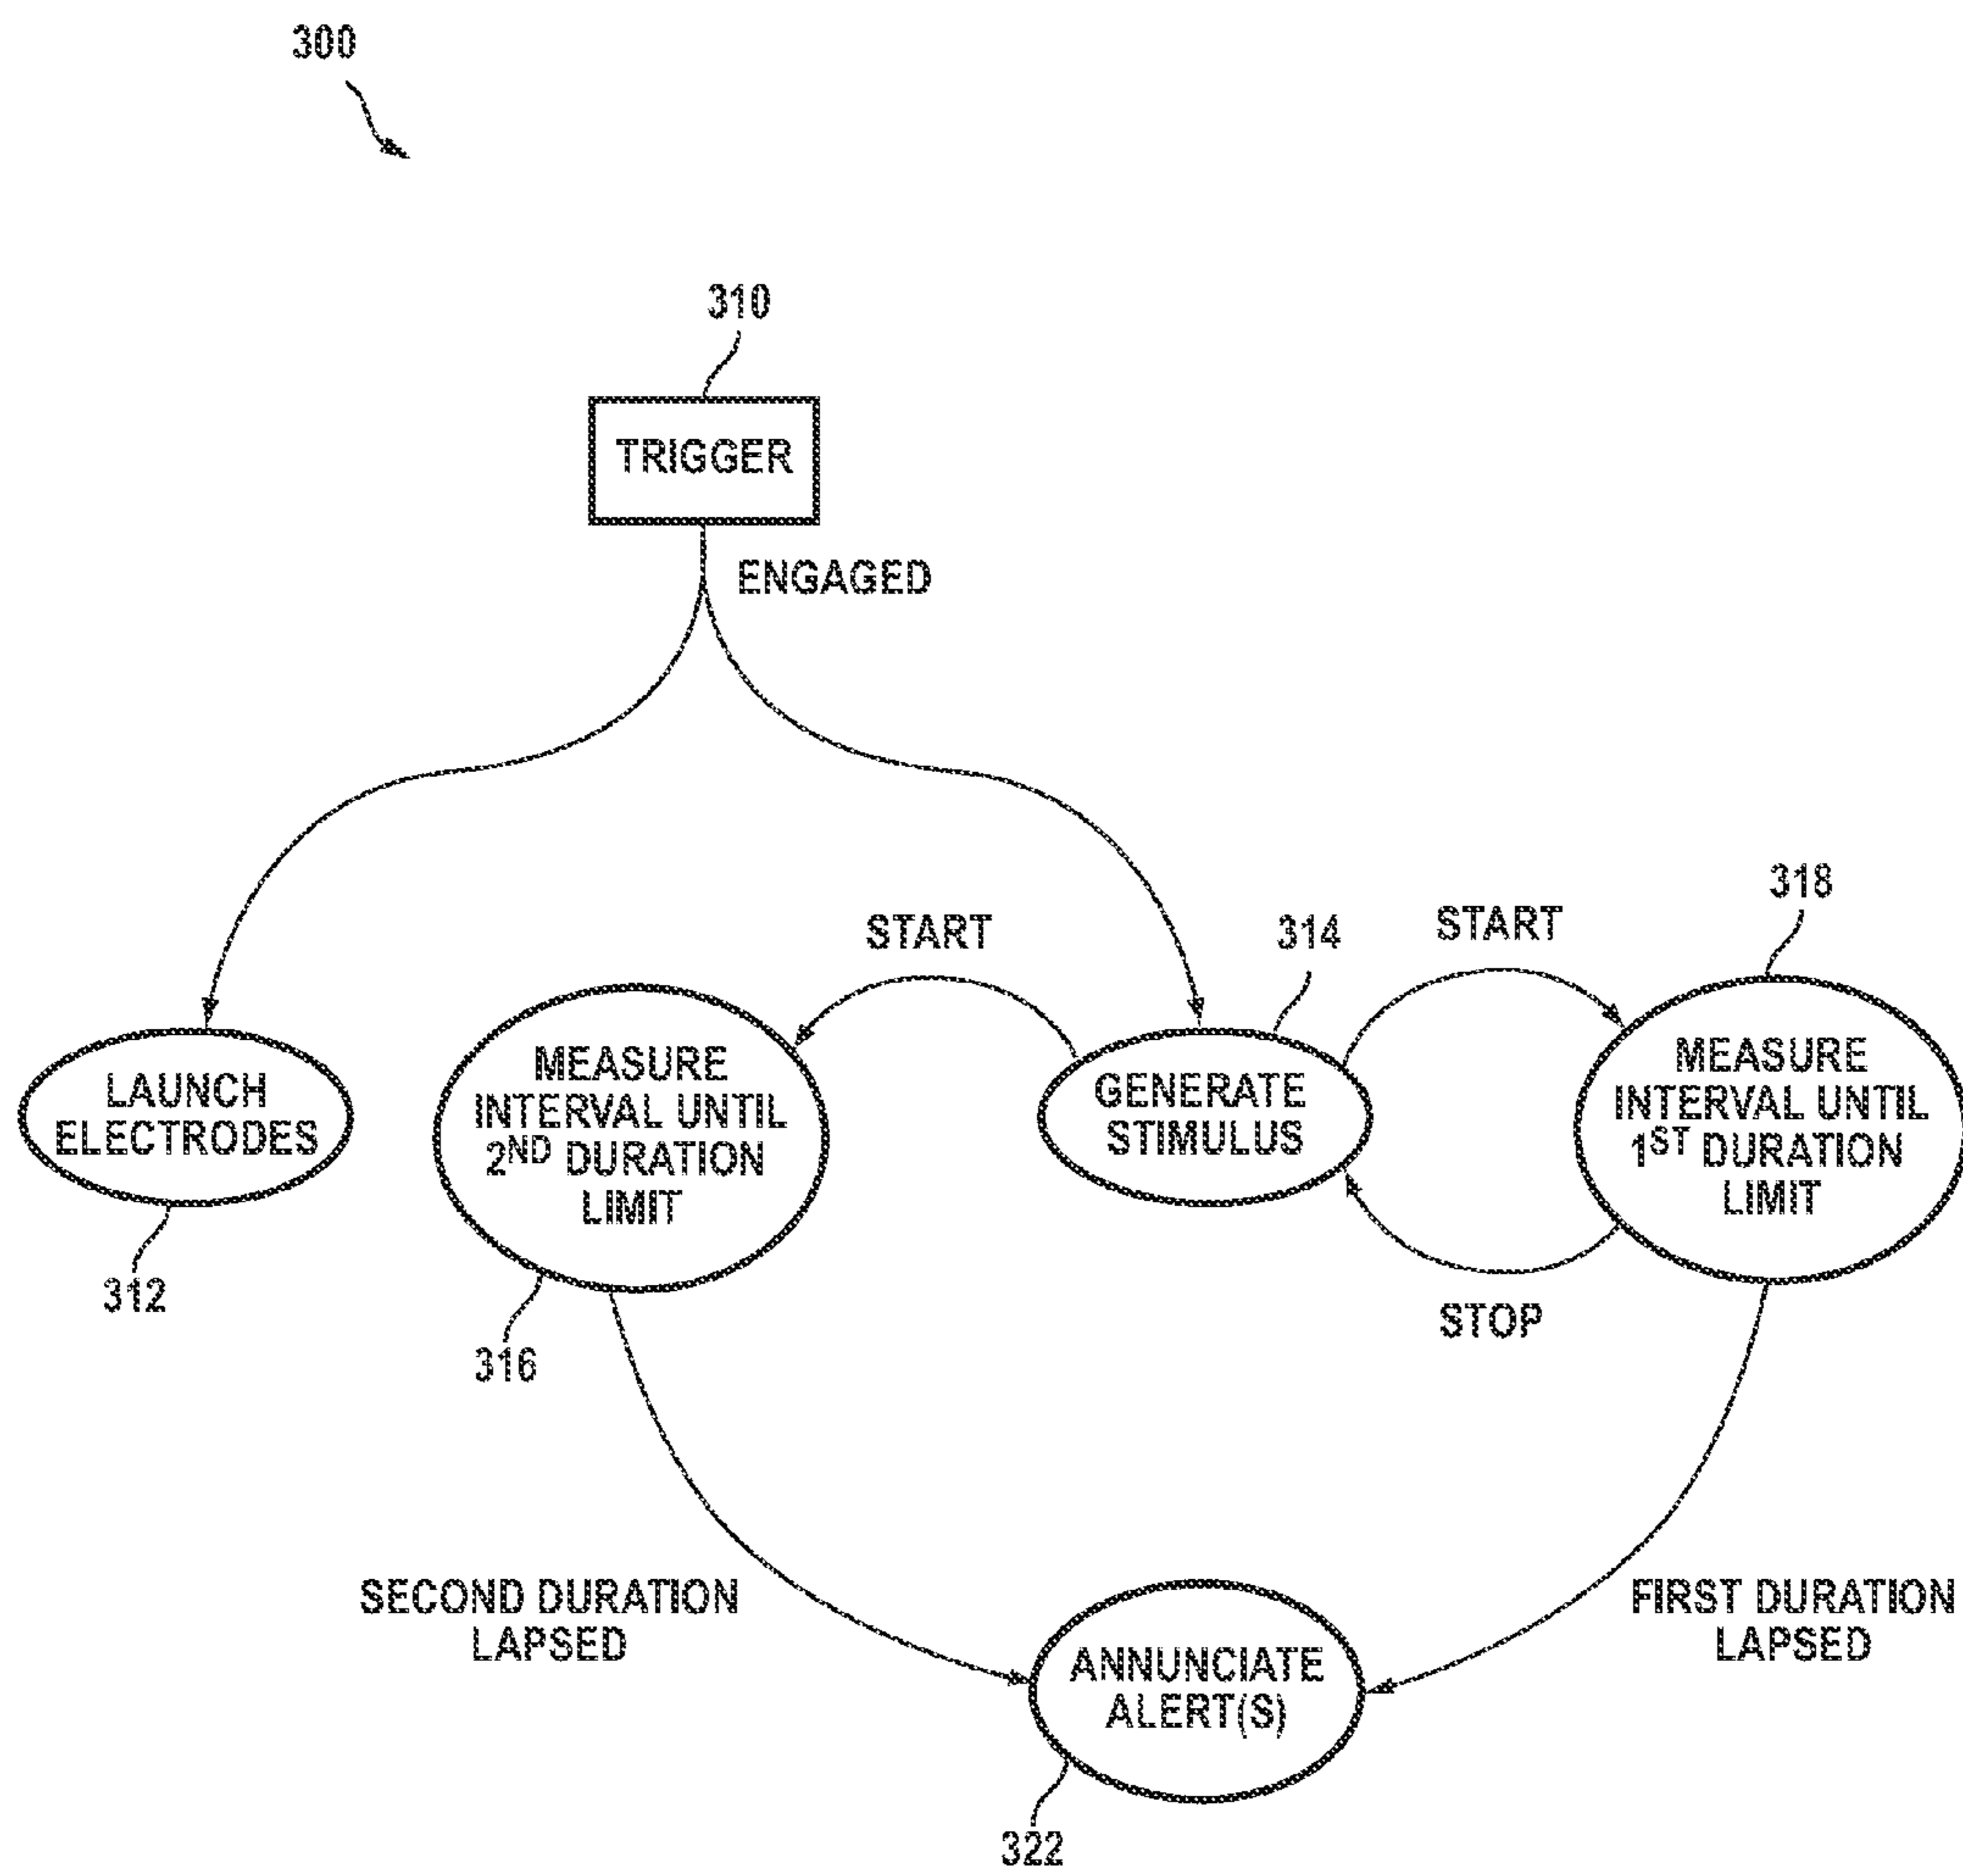 300
310
TRIGGER
ENGAGED
318
START
314
START
MEASURE
INTERVAL UNTIL
2ND DURATION
LIMIT
GENERATE
STIMULUS
MEASURE
INTERVAL UNTIL
1ST DURATION
LIMIT
LAUNCH
ELECTRODES
312
316
STOP
SECOND DURATION
LAPSED
FIRST DURATION
LAPSED
ANNUNCIATE
ALERT(S)
322